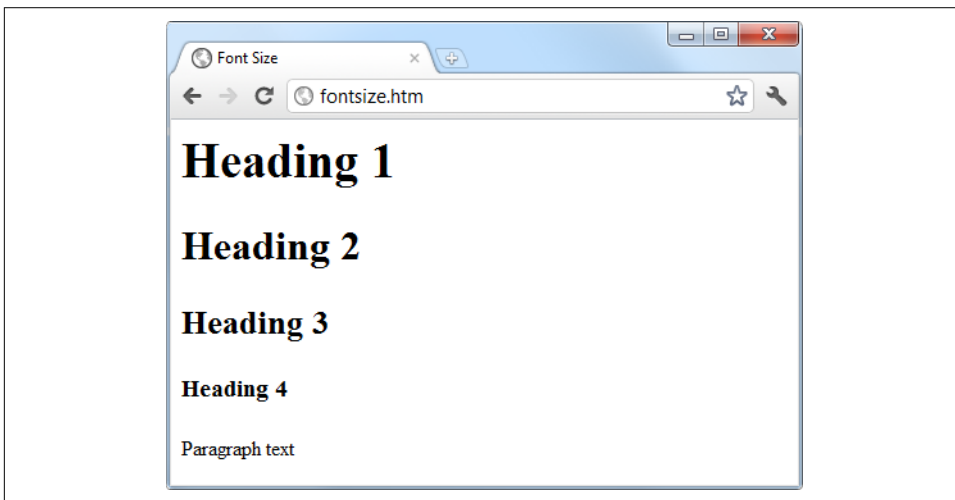 Font Size
fontsize.htm
Heading 1
Heading 2
Heading 3
Heading 4
Paragraph text